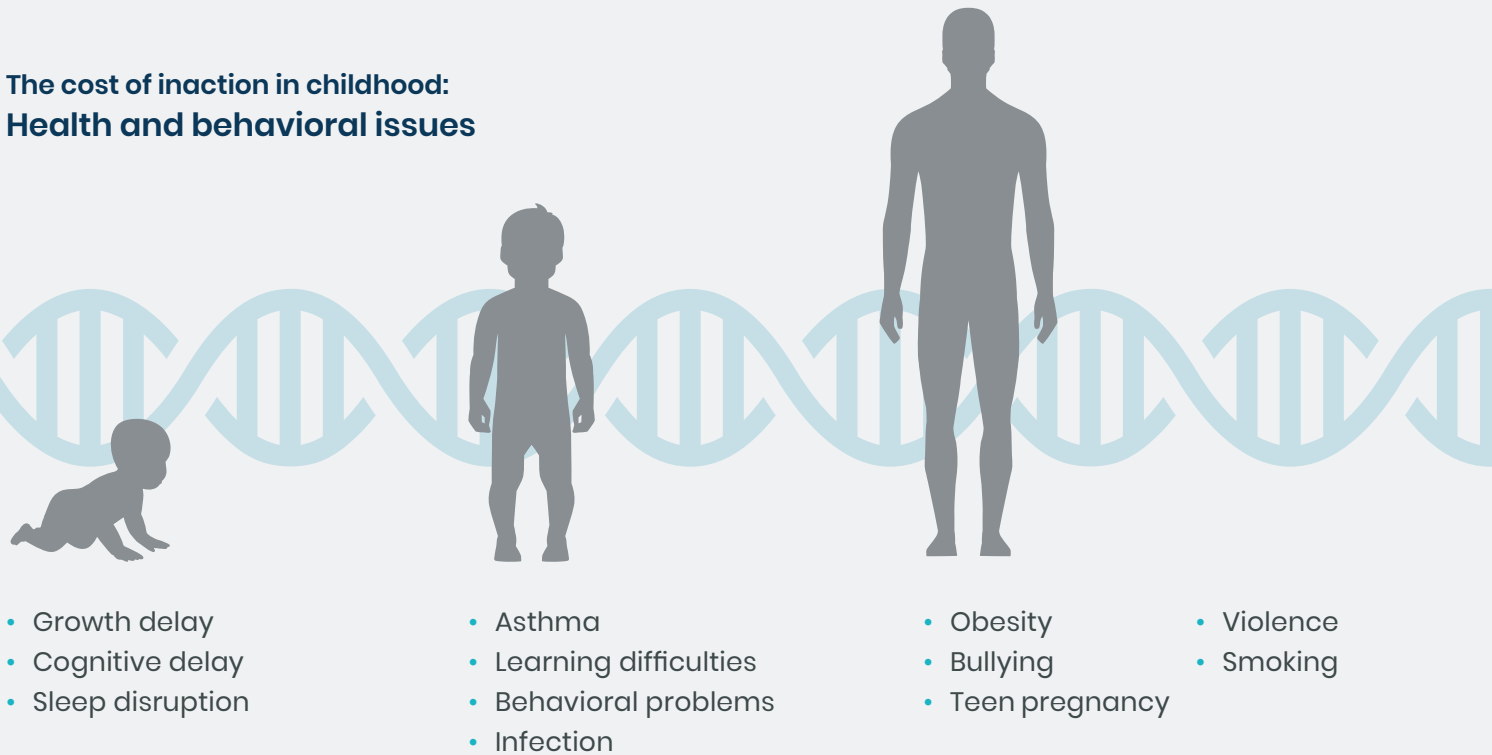 The cost of inaction in childhood:
Health and behavioral issues
• Growth delay
• Cognitive delay
• Sleep disruption
• Asthma
• Learning difficulties
• Behavioral problems
• Infection
• Obesity
• Bullying
• Teen pregnancy
• Violence
• Smoking